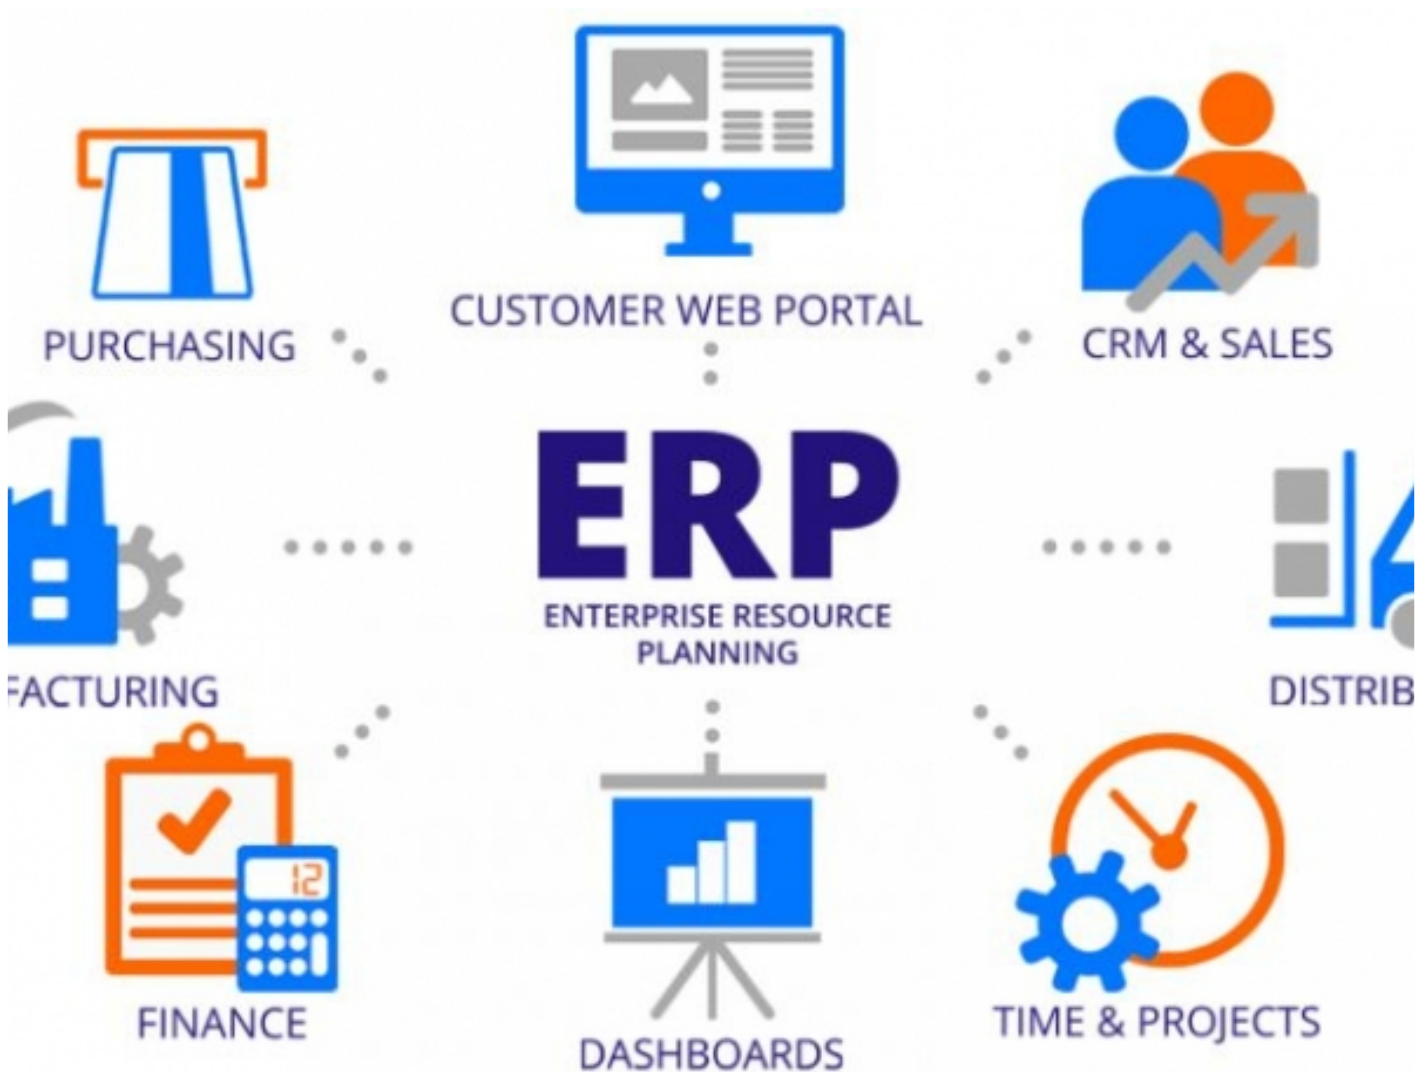 CUSTOMER WEB PORTAL
PURCHASING
CRM & SALES
ERP
ENTERPRISE RESOURCE
PLANNING
FACTURING
DISTRIB
12
FINANCE
TIME & PROJECTS
DASHBOARDS